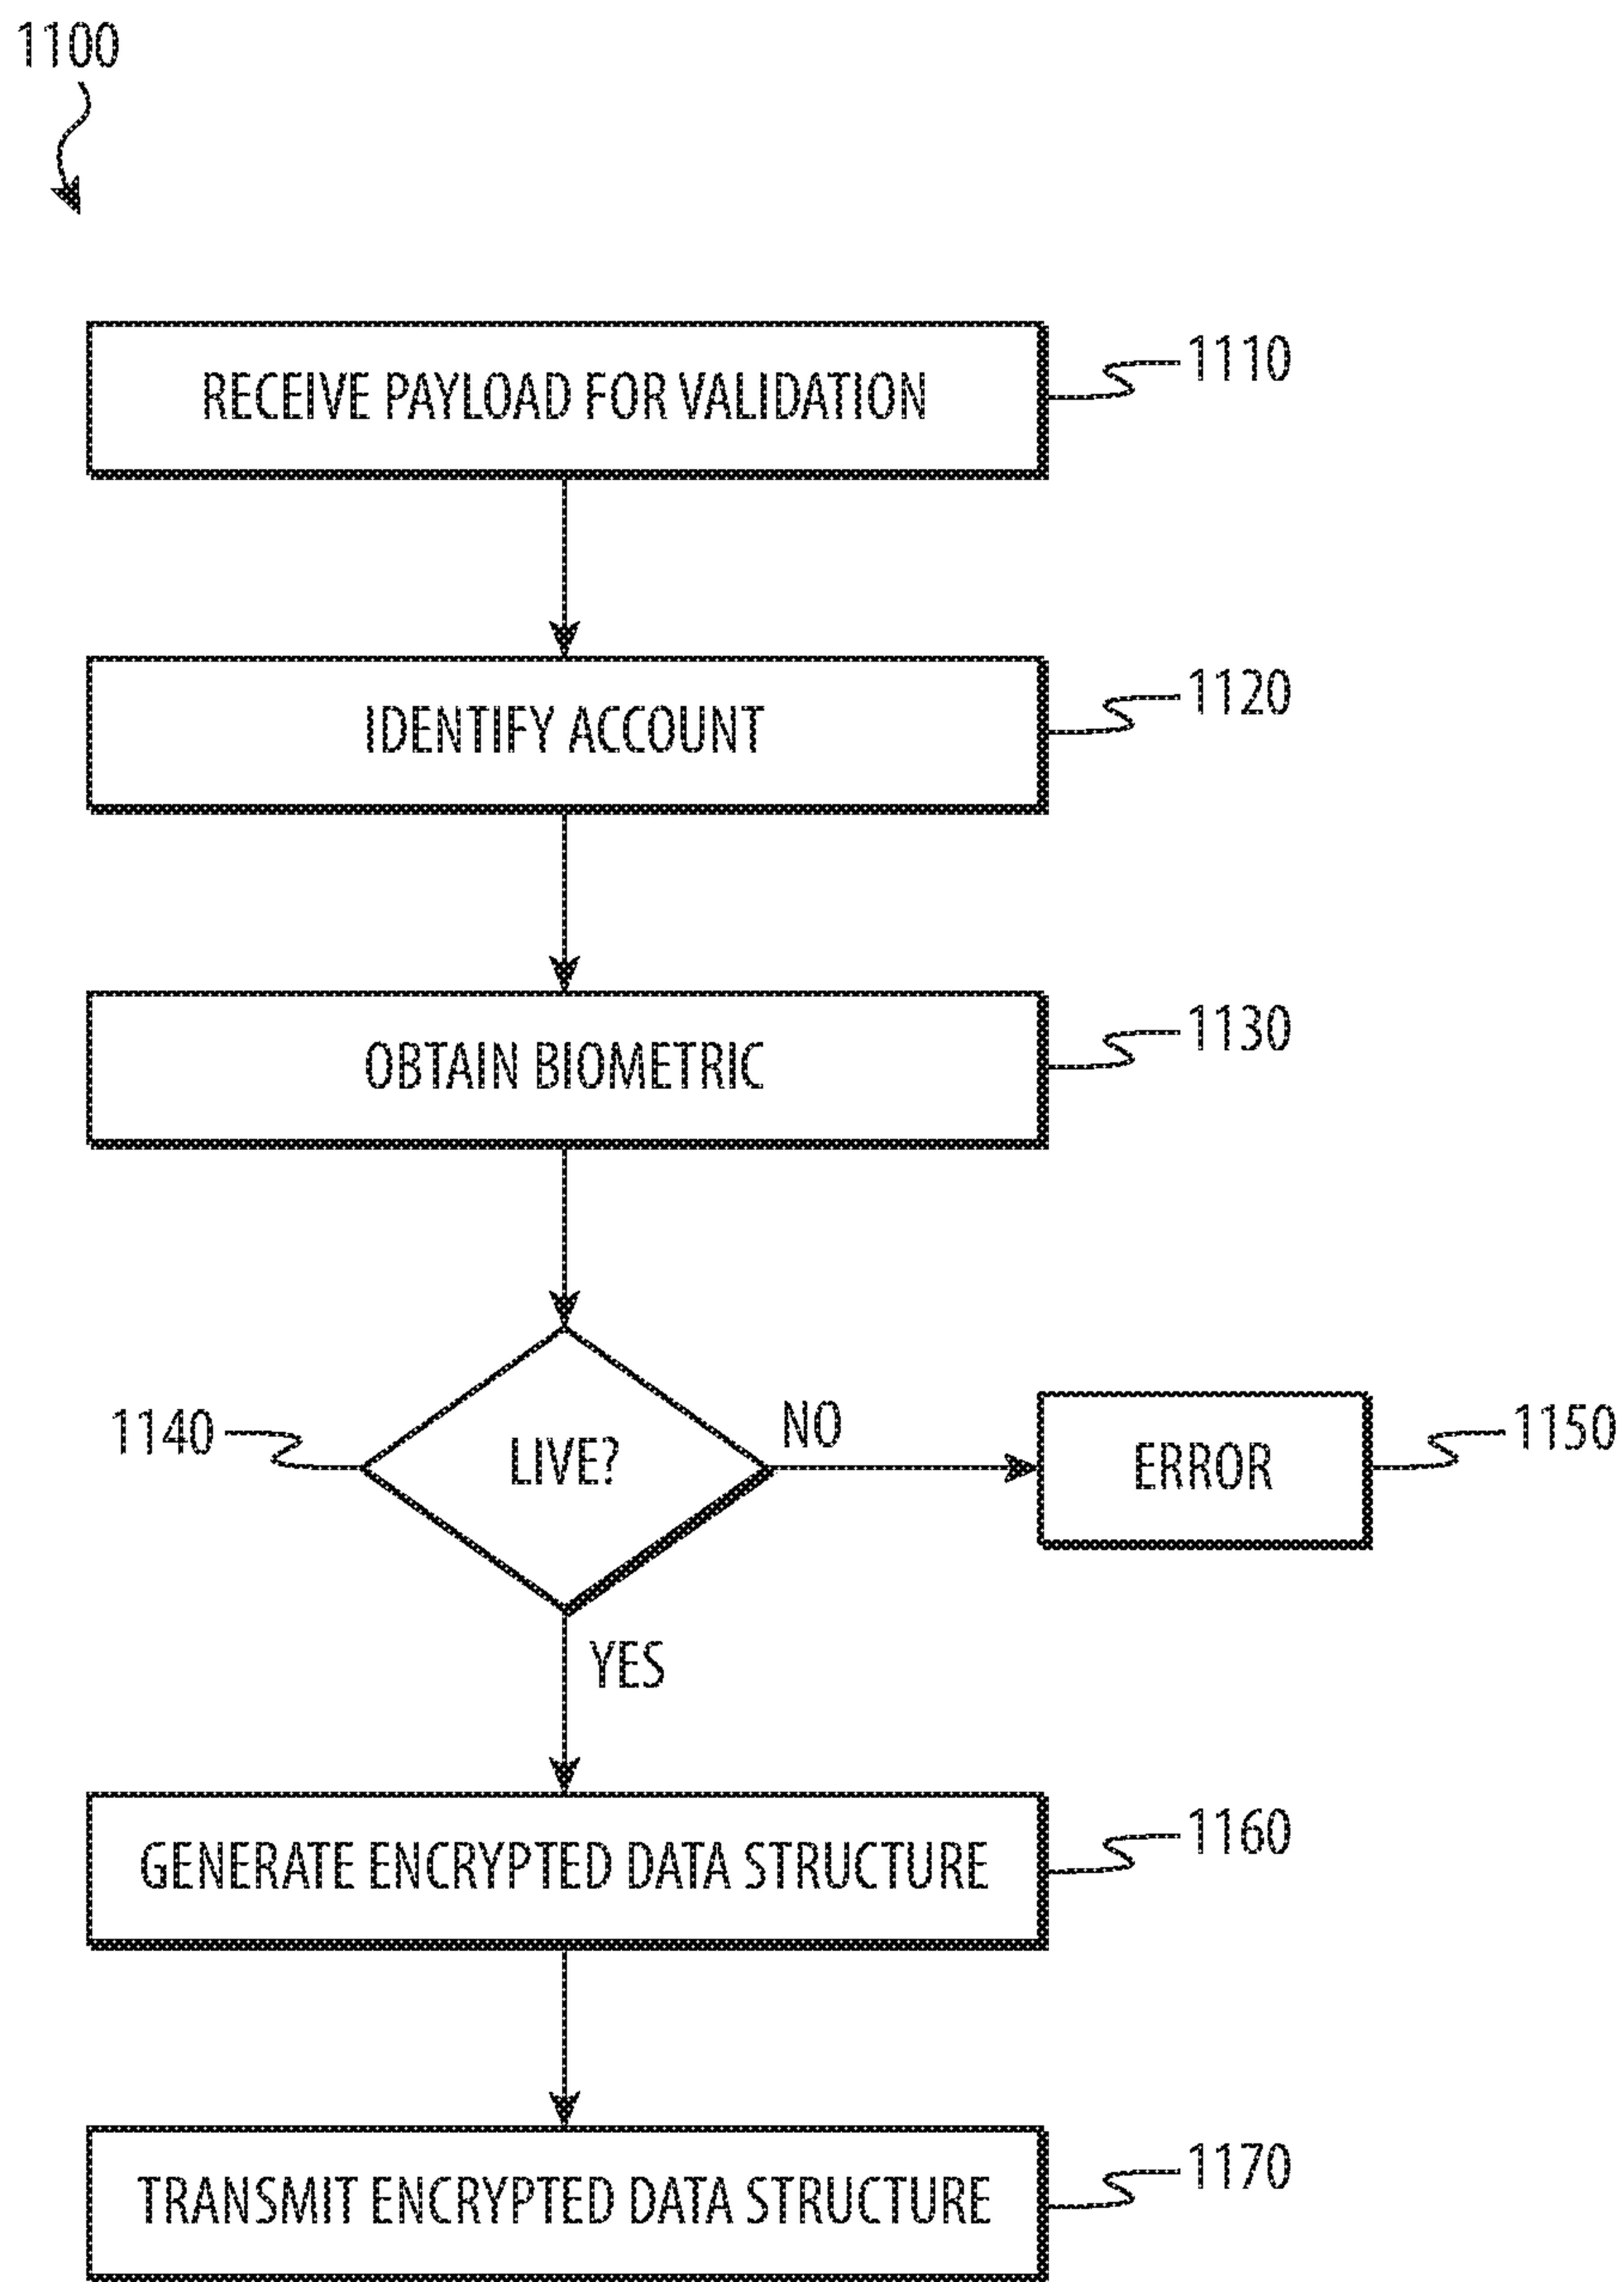 1100
RECEIVE PAYLOAD FOR VALIDATION
1110
IDENTIFY ACCOUNT
1120
OBTAIN BIOMETRIC
1130
1140
LIVE?
NO
ERROR
1150
YES
GENERATE ENCRYPTED DATA STRUCTURE
1160
TRANSMIT ENCRYPTED DATA STRUCTURE
1170